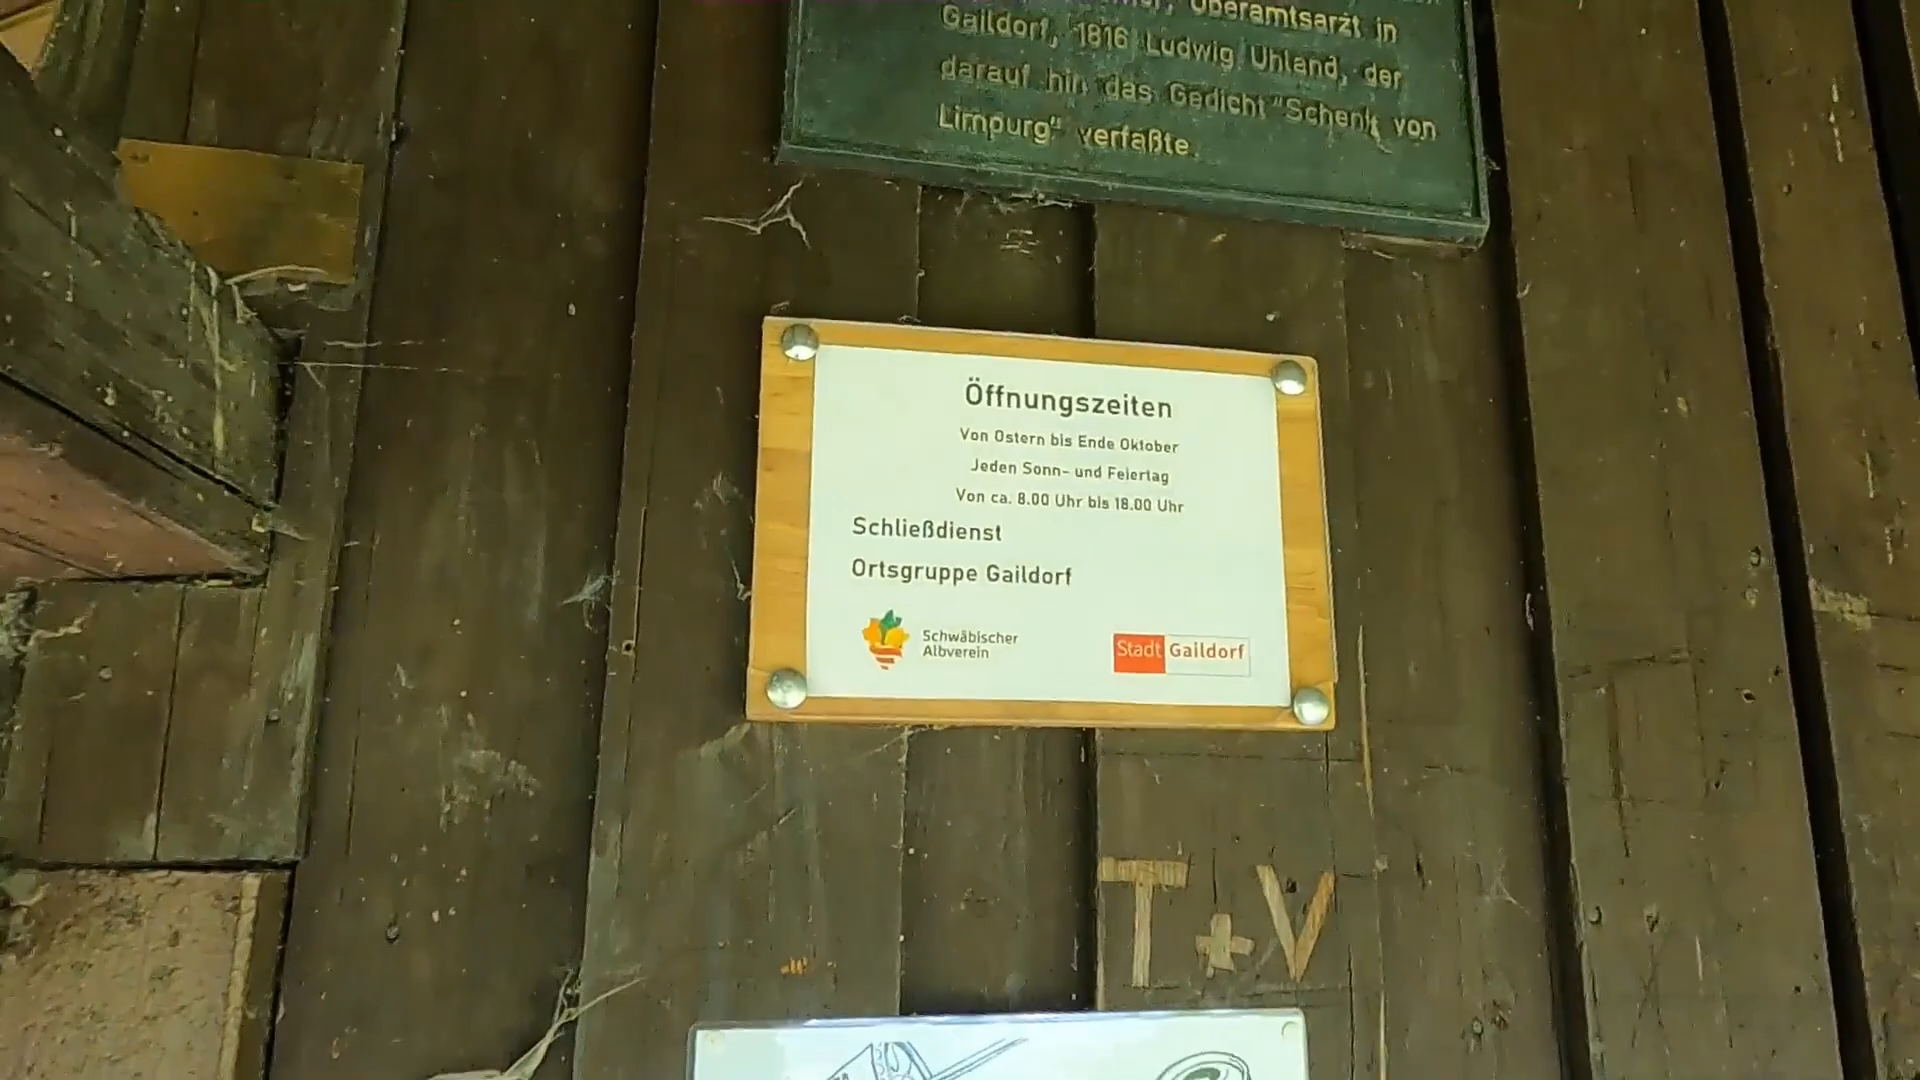 Oberamtsarzt in
Gaildorf, 1816 Ludwig Uhland, der
darauf hin das Gedicht "Schenk von
Limpurg" verfaßte.
Öffnungszeiten
Von Ostern bis Ende Oktober
Jeden Sonn- und Feiertag
Von ca. 8.00 Uhr bis 18.00 Uhr
Schließdienst
Ortsgruppe Gaildorf
Schwäbischer
Albverein
Stadt Gaildorf
T+V